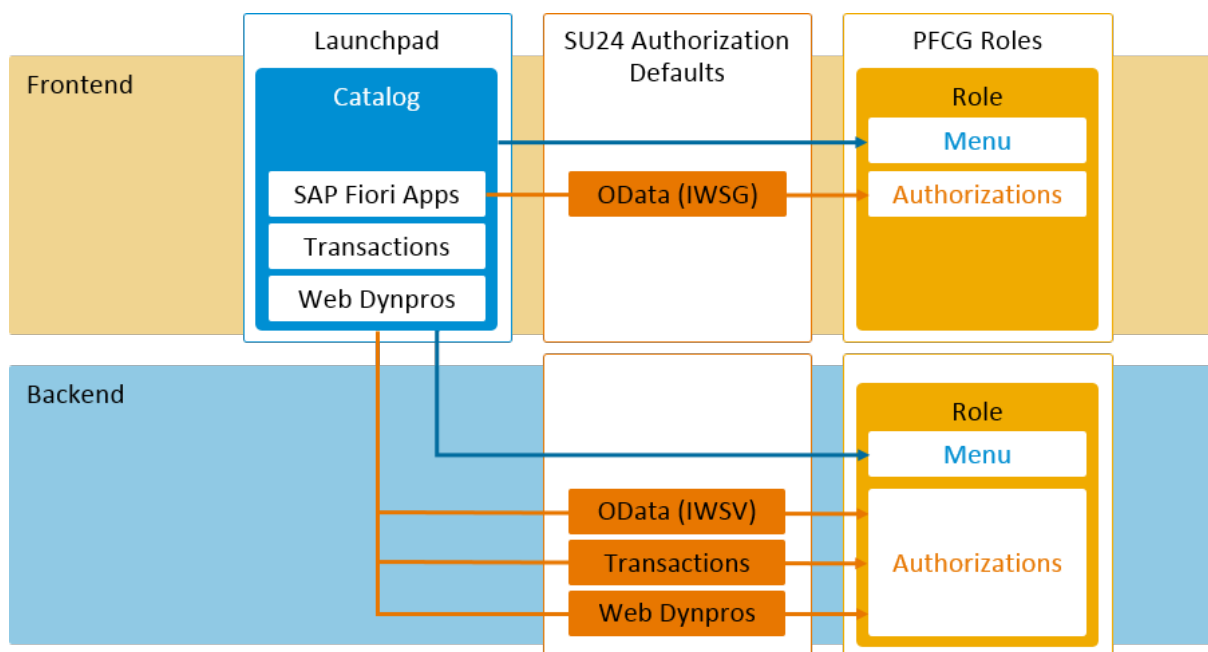 Launchpad
SU24 Authorization
Defaults
PFCG Roles
Frontend
Catalog
Role
Menu
SAP Fiori Apps
OData (IWSG)
Authorizations
Transactions
Web Dynpros
Backend
Role
Menu
OData (IWSV)
Transactions
Authorizations
Web Dynpros